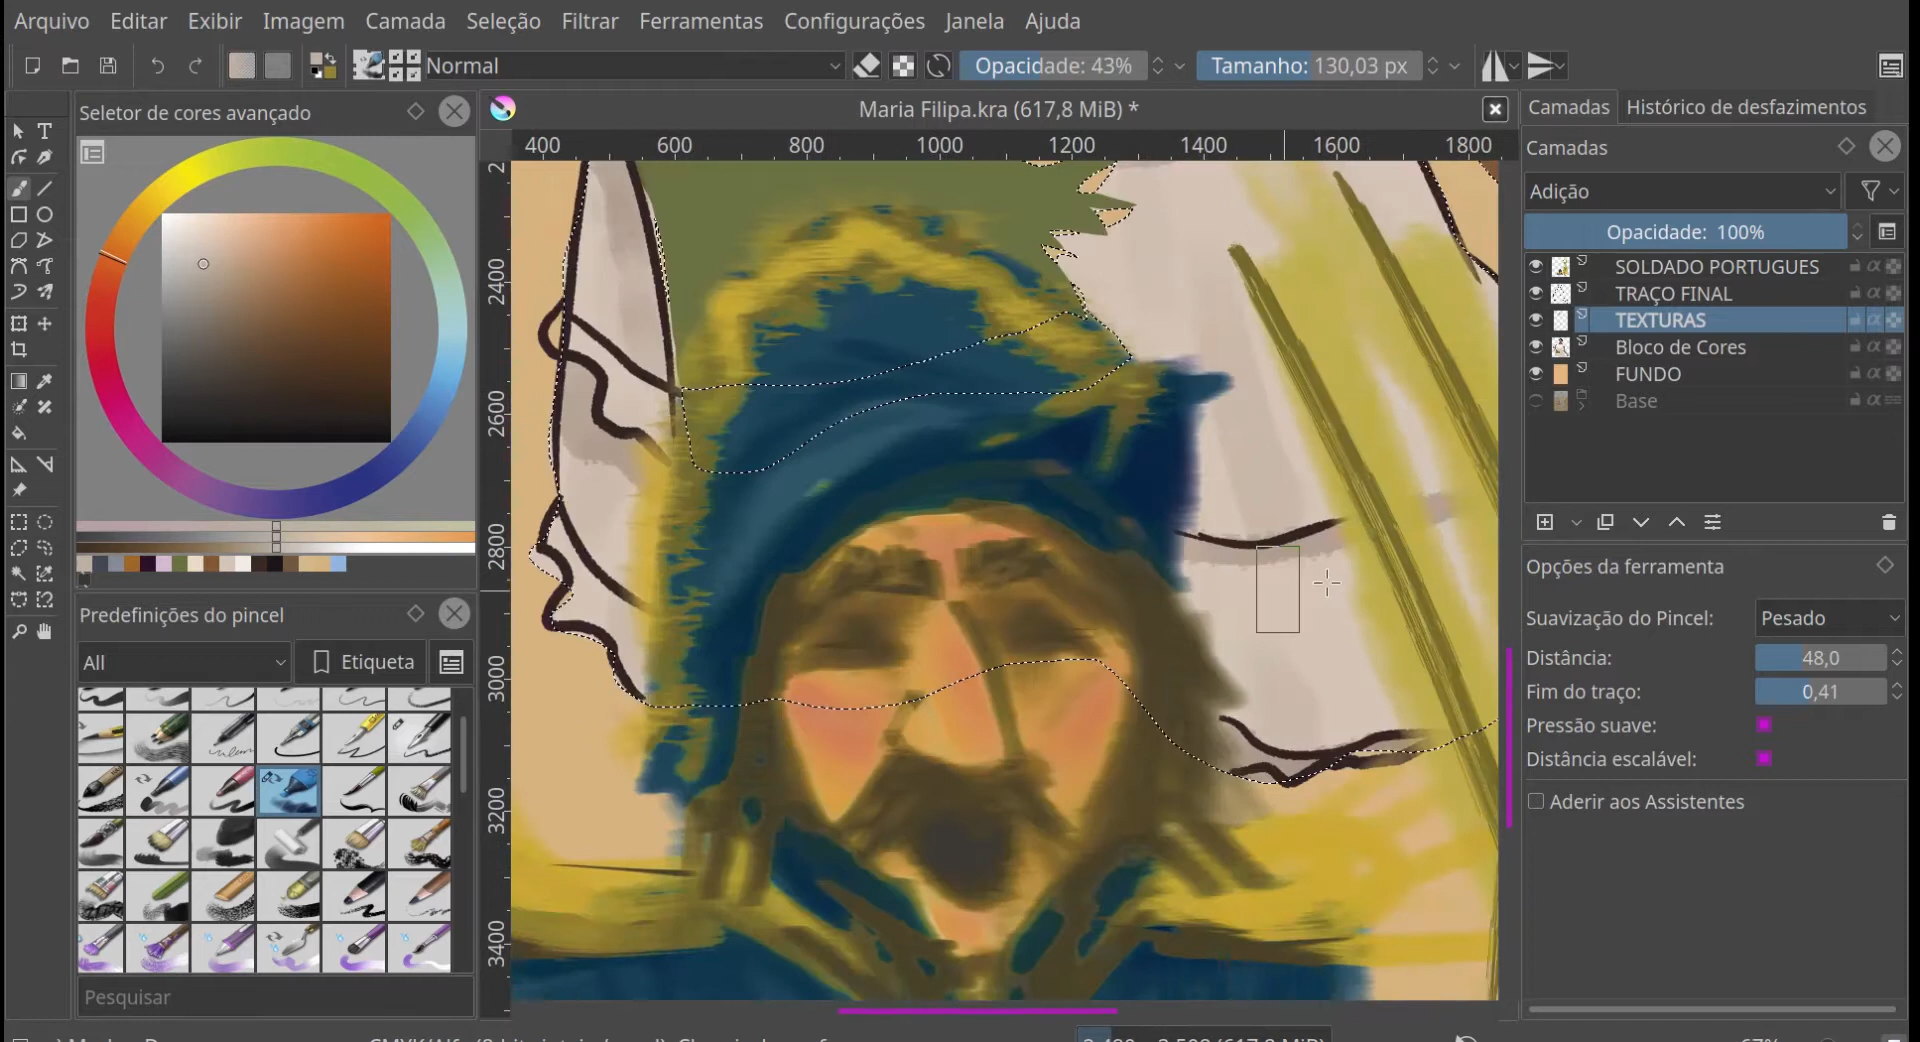 Arquivo Editar Exibir Imagem Camada Seleção Filtrar Ferramentas Configurações Janela Ajuda
Normal Opacidade: 43% Tamanho: 130,03 px
Seletor de cores avançado
Maria Filipa.kra (617,8 MiB) *
400 600 800 1000 1200 1400 1600 1800
2
2400
2600
2800
3000
3200
3400
Predefinições do pincel
All Etiqueta
Pesquisar
Camadas Histórico de desfazimentos
Camadas
Adição
Opacidade: 100%
SOLDADO PORTUGUES
TRAÇO FINAL
TEXTURAS
Bloco de Cores
FUNDO
Base
Opções da ferramenta
Suavização do Pincel: Pesado
Distância: 48,0
Fim do traço: 0,41
Pressão suave:
Distância escalável:
Aderir aos Assistentes